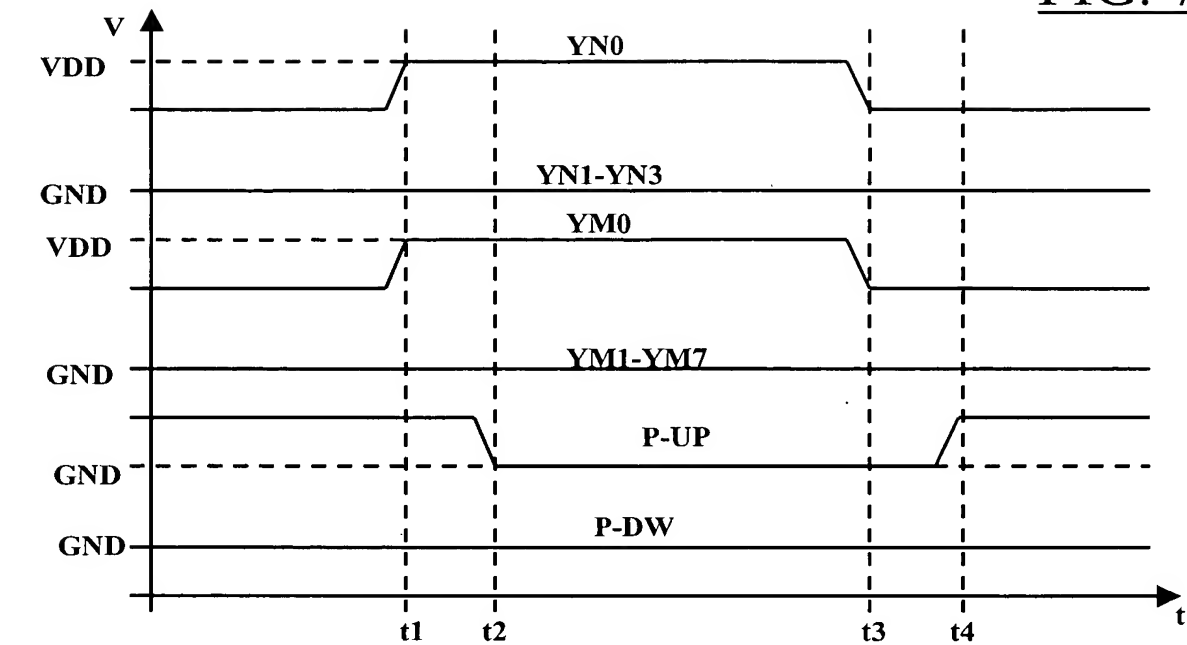 V
YN0
VDD
YN1-YN3
GND
YM0
VDD
YM1-YM7
GND
P-UP
GND
P-DW
GND
t1 t2 t3 t4 t